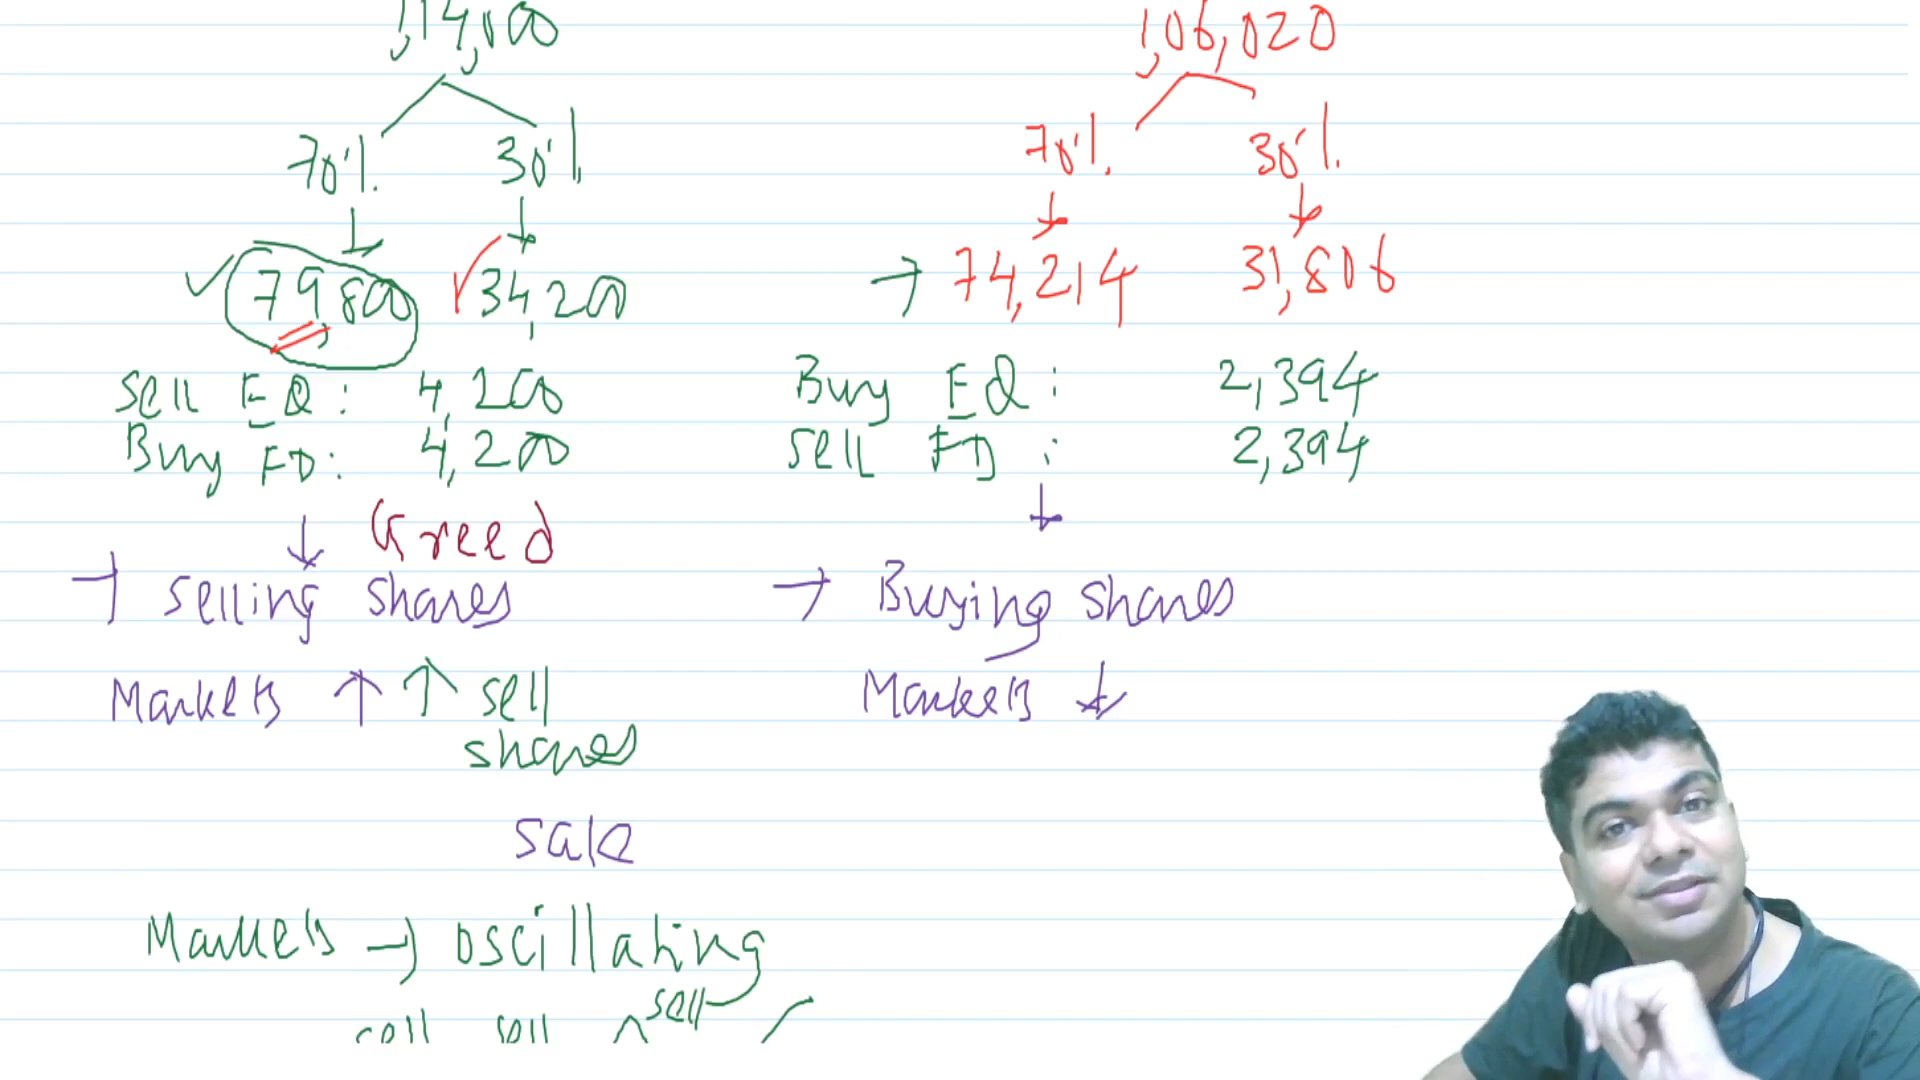 1,14,000
70% 30%
79,800 34,200
Sell EQ: 4,200
Buy FD: 4,200
Greed
→ Selling shares
Markets ↑ ↑ sell
shares
Sale
Markets → oscillating
sell sell sell
1,06,020
70% 30%
→ 74,214 31,806
Buy EQ: 2,394
Sell FD: 2,394
→ Buying shares
Markets ↓